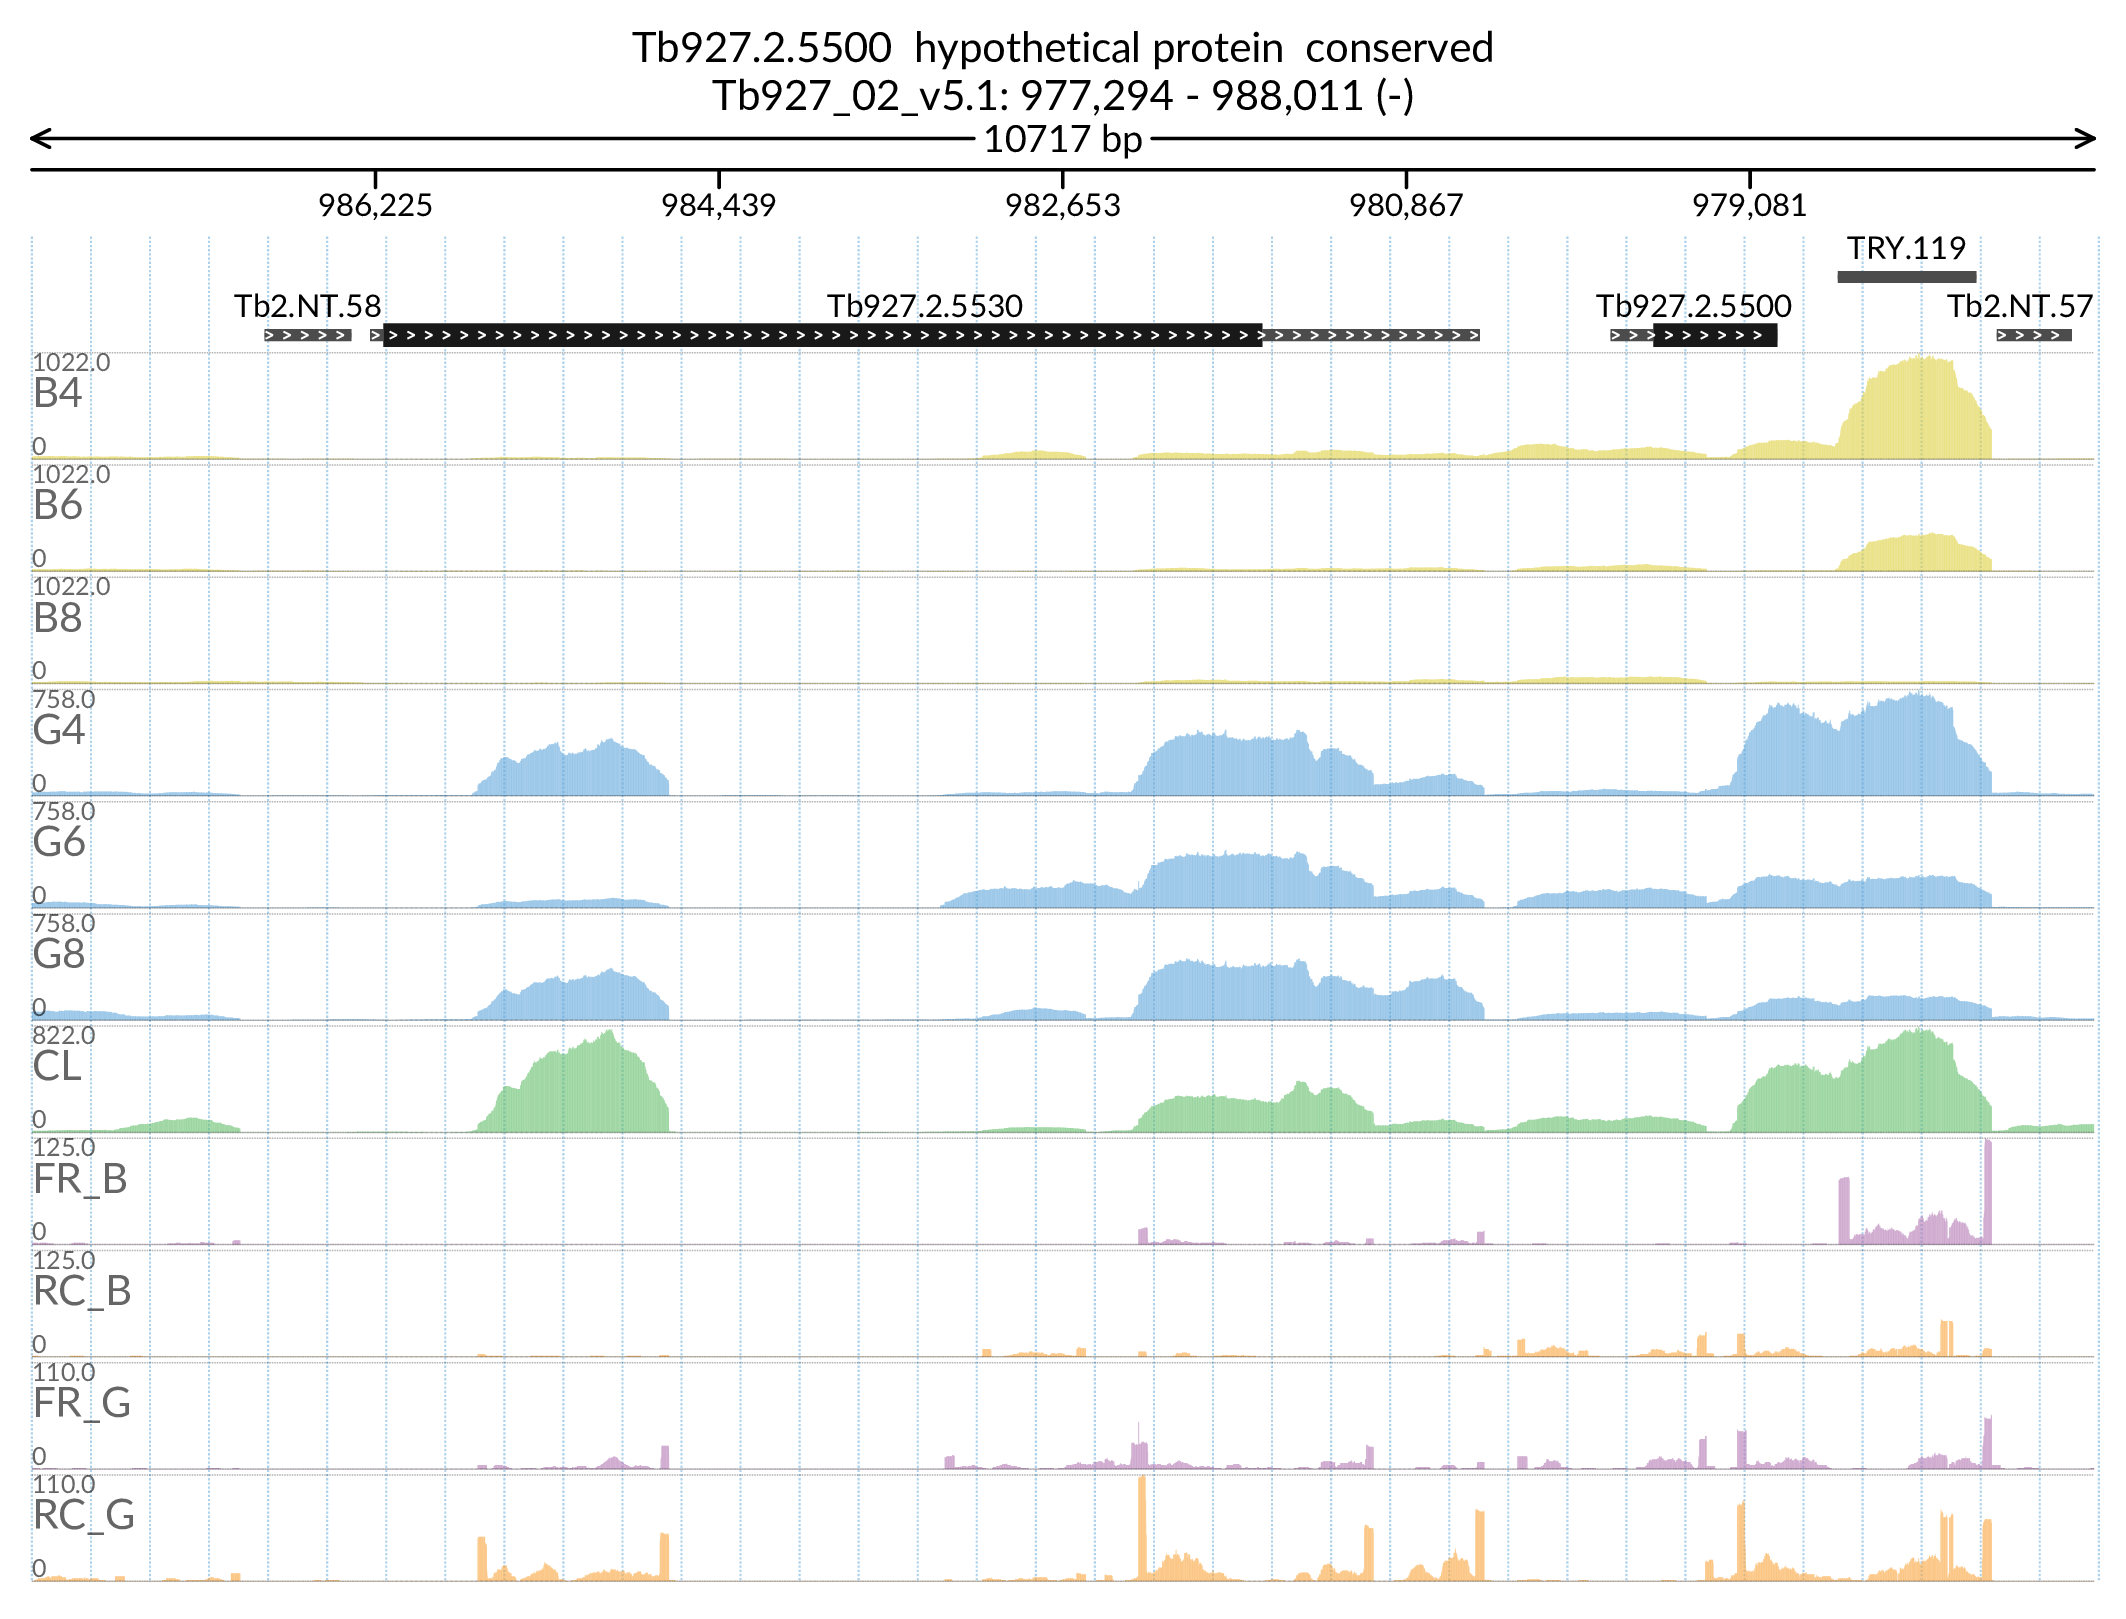 Tb927.2.5500 hypothetical protein conserved
Tb927_02_v5.1: 977,294 - 988,011 (-)
10717 bp
986,225 984,439 982,653 980,867 979,081
TRY.119
Tb2.NT.58 Tb927.2.5530 Tb927.2.5500 Tb2.NT.57
1022.0
B4
0
1022.0
B6
0
1022.0
B8
0
758.0
G4
0
758.0
G6
0
758.0
G8
0
822.0
CL
0
125.0
FR_B
0
125.0
RC_B
0
110.0
FR_G
0
110.0
RC_G
0